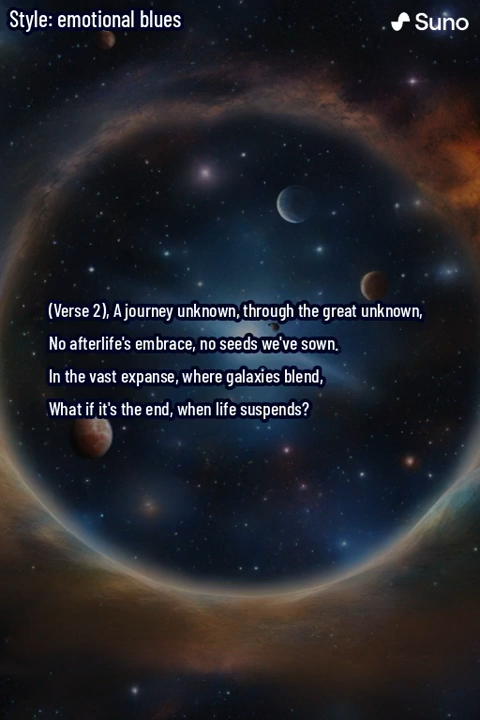 Style: emotional blues
Suno
(Verse 2), A journey unknown, through the great unknown,
No afterlife's embrace, no seeds we've sown.
In the vast expanse, where galaxies blend,
What if it's the end, when life suspends?